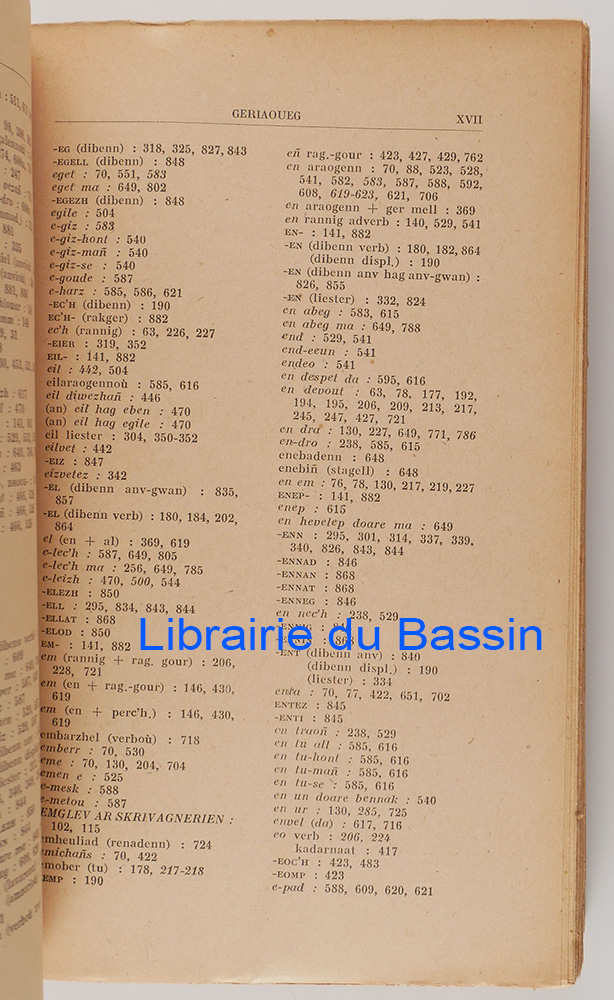 GERIAOUEG
XVII
-EG (dibenn) : 318, 325, 827, 843
-EGELL (dibenn) : 848
eget : 70, 551, 583
eget ma : 649, 802
-EGEZH (dibenn) : 848
egile : 504
e-giz : 583
e-giz-hont : 540
e-giz-mañ : 540
e-giz-se : 540
e-goude : 587
e-harz : 585, 586, 621
-EC'H (dibenn) : 190
EC'H- (rakger) : 882
ec'h (rannig) : 63, 226, 227
-EIER : 319, 352
EIL- : 141, 882
eil : 442, 504
eilaraogennoù : 585, 616
eil diwezhañ : 446
(an) eil hag eben : 470
(an) eil hag egile : 470
eil liester : 304, 350-352
eilvet : 442
-EIZ : 847
eizvetez : 342
-EL (dibenn anv-gwan) : 835,
857
-EL (dibenn verb) : 180, 184, 202,
864
el (en + al) : 369, 619
e-lec'h : 587, 649, 805
e-lec'h ma : 256, 649, 785
e-leizh : 470, 500, 544
-ELEZH : 850
-ELL : 295, 834, 843, 844
-ELLAT : 868
-ELOD : 850
EM- : 141, 882
em (rannig + rag. gour) : 206,
228, 721
em (en + rag.-gour) : 146, 430,
619
em (en + perc'h.) : 146, 430,
619
embarzhel (verboù) : 718
emberr : 70, 530
eme : 70, 130, 204, 704
emen e : 525
e-mesk : 588
e-metou : 587
EMGLEV AR SKRIVAGNERIEN :
102, 115
emheuliad (renadenn) : 724
emichañs : 70, 422
emober (tu) : 178, 217-218
-EMP : 190
eñ rag.-gour : 423, 427, 429, 762
en araogenn : 70, 88, 523, 528,
541, 582, 583, 587, 588, 592,
608, 619-623, 621, 706
en araogenn + ger mell : 369
en rannig adverb : 140, 529, 541
EN- : 141, 882
-EN (dibenn verb) : 180, 182, 864
(dibenn displ.) : 190
-EN (dibenn anv hag anv-gwan) :
826, 855
-EN (liester) : 332, 824
en abeg : 583, 615
en abeg ma : 649, 788
end : 529, 541
end-eeun : 541
endeo : 541
en despet da : 595, 616
en devout : 63, 78, 177, 192,
194, 195, 206, 209, 213, 217,
245, 247, 427, 721
en dra : 130, 227, 649, 771, 786
en-dro : 238, 585, 615
enebadenn : 648
enebiñ (stagell) : 648
en em : 76, 78, 130, 217, 219, 227
ENEP- : 141, 882
enep : 615
en hevelep doare ma : 649
-ENN : 295, 301, 314, 337, 339,
340, 826, 843, 844
-ENNAD : 846
-ENNAN : 868
-ENNAT : 868
-ENNEG : 846
en nec'h : 238, 529
Librairie du Bassin
-ENT (dibenn anv) : 840
(dibenn displ.) : 190
(liester) : 334
enta : 70, 77, 422, 651, 702
ENTEZ : 845
-ENTI : 845
en traoñ : 238, 529
en tu all : 585, 616
en tu-hont : 585, 616
en tu-mañ : 585, 616
en tu-se : 585, 616
en un doare bennak : 540
en ur : 130, 285, 725
envel (da) : 617, 716
eo verb : 206, 224
kadarnaat : 417
-EOC'H : 423, 483
-EOMP : 423
e-pad : 588, 609, 620, 621